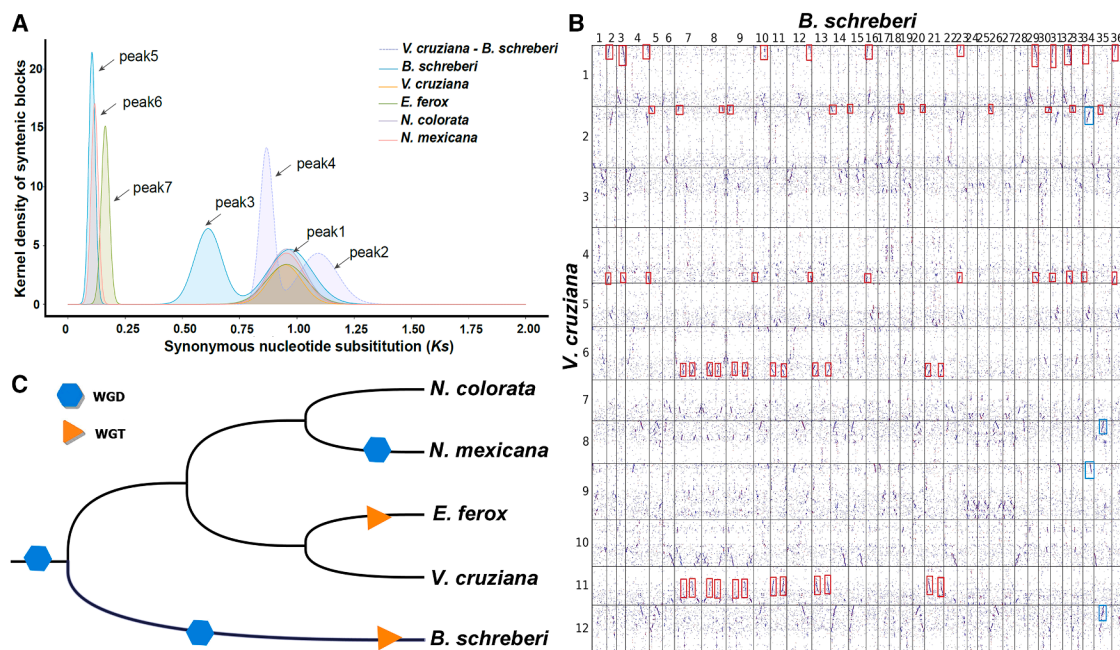 A
Kernel density of syntenic blocks
20
15
10
5
0
peak5
peak6
peak7
peak3
peak4
peak1
peak2
V. cruziana - B. schreberi
B. schreberi
V. cruziana
E. ferox
N. colorata
N. mexicana
0 0.25 0.50 0.75 1.00 1.25 1.50 2.00
Synonymous nucleotide subsititution (Ks)
B
B. schreberi
1 2 3 4 5 6 7 8 9 10 11 12 13 14 15 16 17 18 19 20 21 22 23 24 25 26 27 28 29 30 31 32 33 34 35 36
V. cruziana
1
2
3
4
5
6
7
8
9
10
11
12
C
WGD
WGT
N. colorata
N. mexicana
E. ferox
V. cruziana
B. schreberi